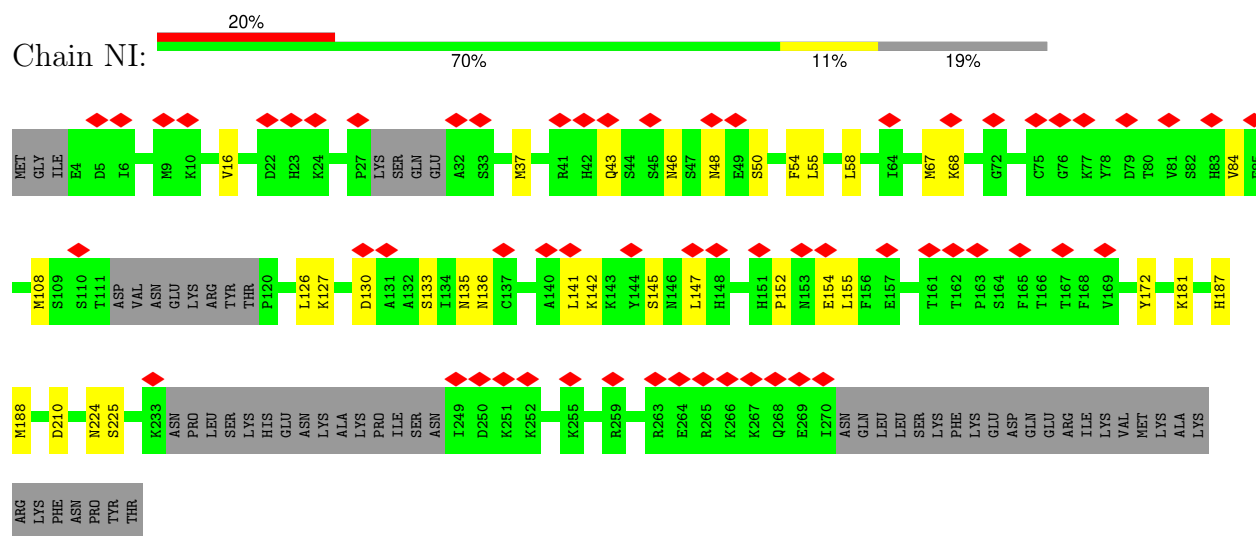 20%
Chain NI:
70% 11% 19%
MET GLY ILE E4 D5 I6 M9 K10 V16 D22 H23 K24 P27 LYS SER GLN GLU A32 S33 M37 R41 H42 Q43 S44 S45 N46 S47 N48 E49 S50 F54 L55 L58 I64 M67 K68 G72 C75 G76 K77 Y78 D79 T80 V81 S82 H83 V84
M108 S109 S110 T111 ASP VAL ASN GLU LYS ARG TYR THR P120 L126 K127 D130 A131 A132 S133 I134 N135 N136 C137 A140 L141 K142 K143 Y144 S145 N146 L147 H148 H151 P152 N153 E154 L155 F156 E157 T161 T162 P163 S164 F165 T166 T167 F168 V169 Y172 K181 H187
M188 D210 N224 S225 K233 ASN PRO LEU SER LYS HIS GLU ASN LYS ALA LYS PRO ILE SER ASN I249 D250 K251 K252 K255 R259 R263 E264 R265 K266 K267 Q268 E269 I270 ASN GLN LEU LEU SER LYS PHE LYS GLU ASP GLN GLU ARG ILE LYS VAL MET LYS ALA LYS
ARG LYS PHE ASN PRO TYR THR